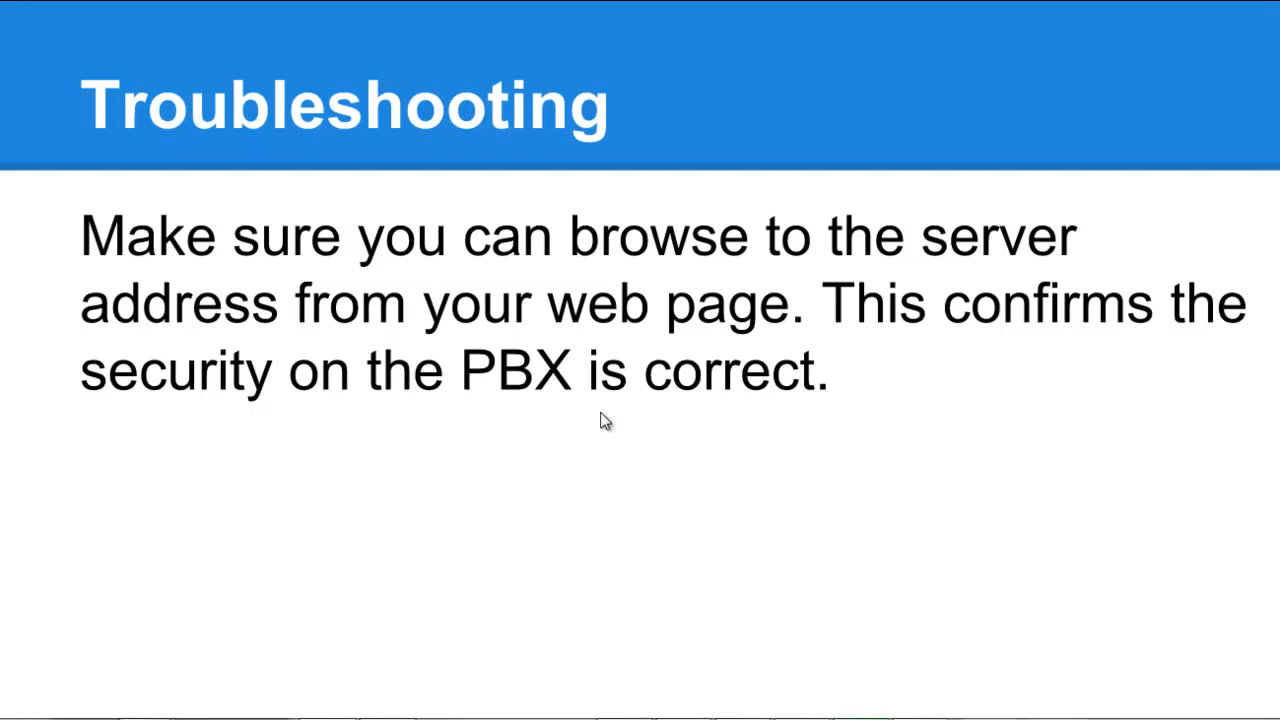 Troubleshooting
Make sure you can browse to the server
address from your web page. This confirms the
security on the PBX is correct.